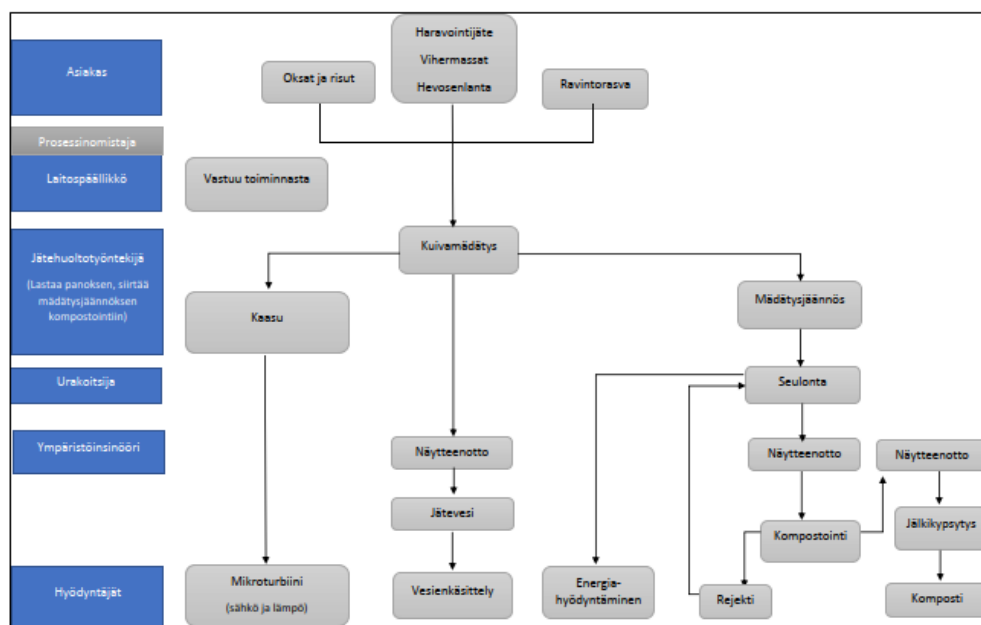 Asiakas
Oksat ja risut
Haravointijäte
Vihermassat
Hevosenlanta
Ravintorasva
Prosessinomistaja
Laitospäällikkö
Vastuu toiminnasta
Jätehuoltotyöntekijä
(Lastaa panoksen, siirtää
mädätysjäännöksen
kompostointiin)
Kuivamädätys
Kaasu
Mädätysjäännös
Urakoitsija
Seulonta
Ympäristöinsinööri
Näytteenotto
Näytteenotto
Näytteenotto
Jätevesi
Kompostointi
Jälkikypsytys
Hyödyntäjät
Mikroturbiini
(sähkö ja lämpö)
Vesienkäsittely
Energia-
hyödyntäminen
Rejekti
Komposti